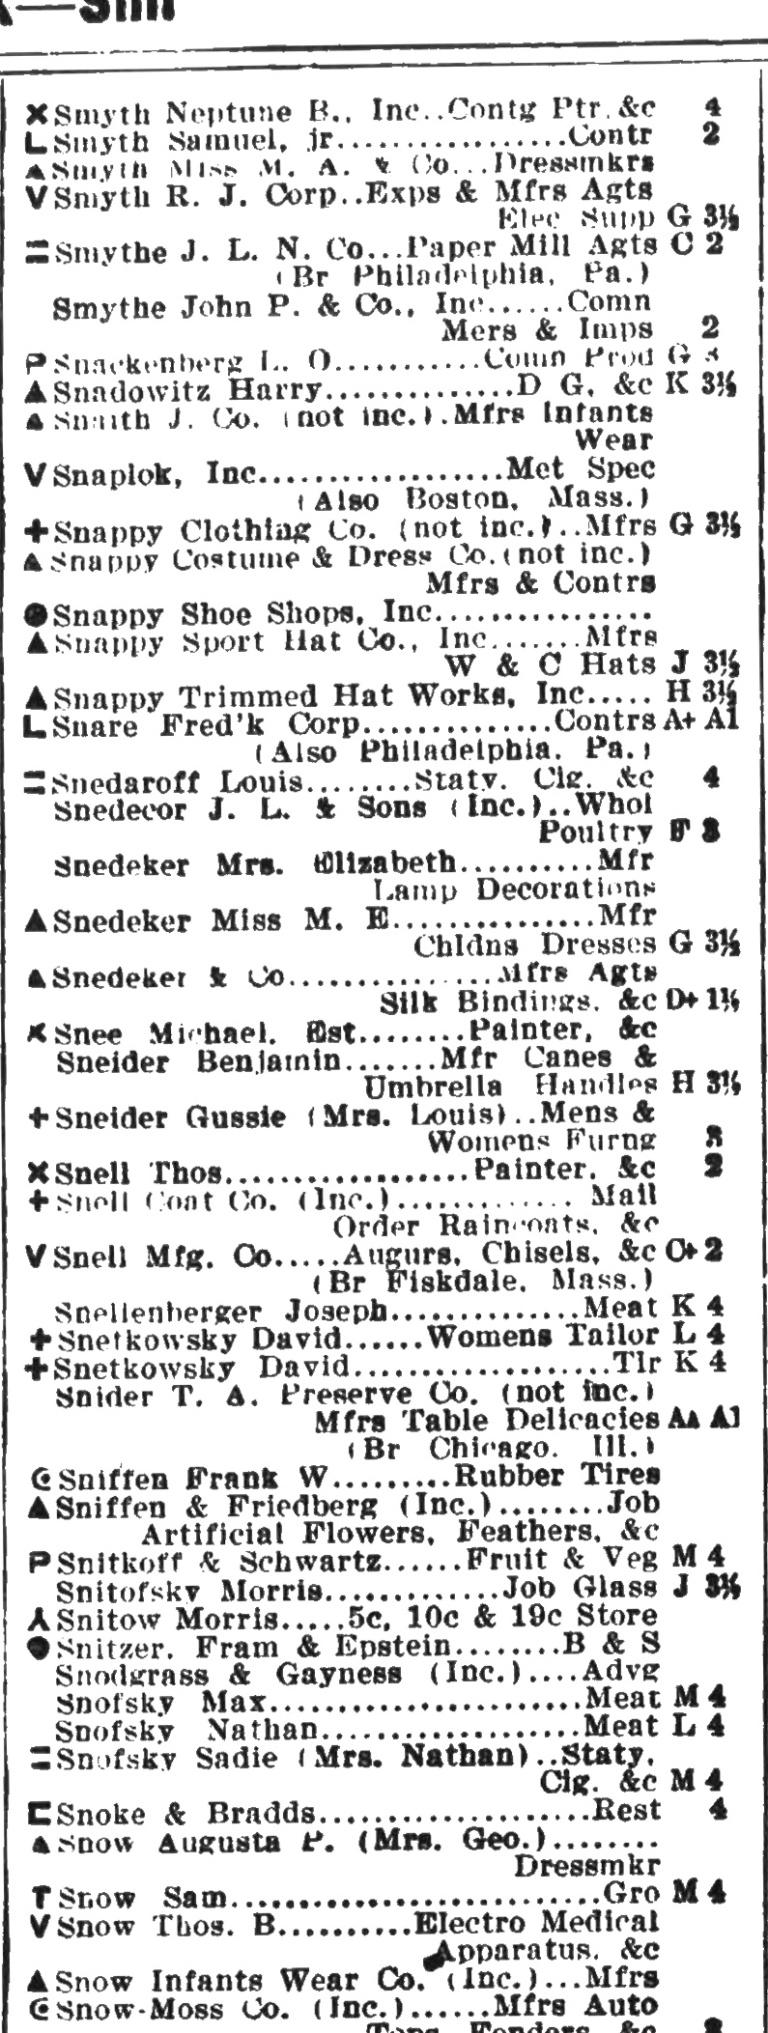 —Sni
✕ Smyth Neptune B., Inc..Contg Ptr, &c 4
L Smyth Samuel, jr.................Contr 2
▲ Smyth Miss M. A. & Co...Dressmkrs
V Smyth R. J. Corp..Exps & Mfrs Agts
Elec Supp G 3½
= Smythe J. L. N. Co...Paper Mill Agts C 2
(Br Philadelphia, Pa.)
Smythe John P. & Co., Inc......Comn
Mers & Imps 2
P Snackenberg L. O...........Comn Prod G 3
▲ Snadowitz Harry..............D G, &c K 3½
▲ Snaith J. Co. (not inc.).Mfrs Infants
Wear
V Snaplok, Inc..................Met Spec
(Also Boston, Mass.)
+ Snappy Clothing Co. (not inc.)..Mfrs G 3½
▲ Snappy Costume & Dress Co.(not inc.)
Mfrs & Contrs
● Snappy Shoe Shops, Inc................
▲ Snappy Sport Hat Co., Inc.......Mfrs
W & C Hats J 3½
▲ Snappy Trimmed Hat Works, Inc..... H 3½
L Snare Fred'k Corp..............Contrs A+ A1
(Also Philadelphia, Pa.)
= Snedaroff Louis........Staty, Cig, &c 4
Snedecor J. L. & Sons (Inc.)..Whol
Poultry F 3
Snedeker Mrs. Elizabeth..........Mfr
Lamp Decorations
▲ Snedeker Miss M. E...............Mfr
Chldns Dresses G 3½
▲ Snedeker & Co...............Mfrs Agts
Silk Bindings, &c D+ 1½
✕ Snee Michael, Est........Painter, &c
Sneider Benjamin.......Mfr Canes &
Umbrella Handles H 3½
+ Sneider Gussie (Mrs. Louis)..Mens &
Womens Furng 3
✕ Snell Thos..................Painter, &c 2
+ Snell Coat Co. (Inc.).............. Mail
Order Raincoats, &c
V Snell Mfg. Co.....Augurs, Chisels, &c C+ 2
(Br Fiskdale, Mass.)
Snellenberger Joseph..............Meat K 4
+ Snetkowsky David......Womens Tailor L 4
+ Snetkowsky David...................Tlr K 4
Snider T. A. Preserve Co. (not inc.)
Mfrs Table Delicacies AA A1
(Br Chicago, Ill.)
Sniffen Frank W.........Rubber Tires
▲ Sniffen & Friedberg (Inc.)........Job
Artificial Flowers, Feathers, &c
P Snitkoff & Schwartz......Fruit & Veg M 4
Snitofsky Morris.............Job Glass J 3½
⅄ Snitow Morris.....5c, 10c & 19c Store
● Snitzer, Fram & Epstein........B & S
Snodgrass & Gayness (Inc.)....Advg
Snofsky Max.......................Meat M 4
Snofsky Nathan...................Meat L 4
= Snofsky Sadie (Mrs. Nathan)..Staty,
Cig, &c M 4
⊏ Snoke & Bradds....................Rest 4
▲ Snow Augusta P. (Mrs. Geo.)........
Dressmkr
T Snow Sam...........................Gro M 4
V Snow Thos. B..........Electro Medical
Apparatus, &c
▲ Snow Infants Wear Co. (Inc.)...Mfrs
Snow-Moss Co. (Inc.)......Mfrs Auto
Tops, Fenders, &c 3